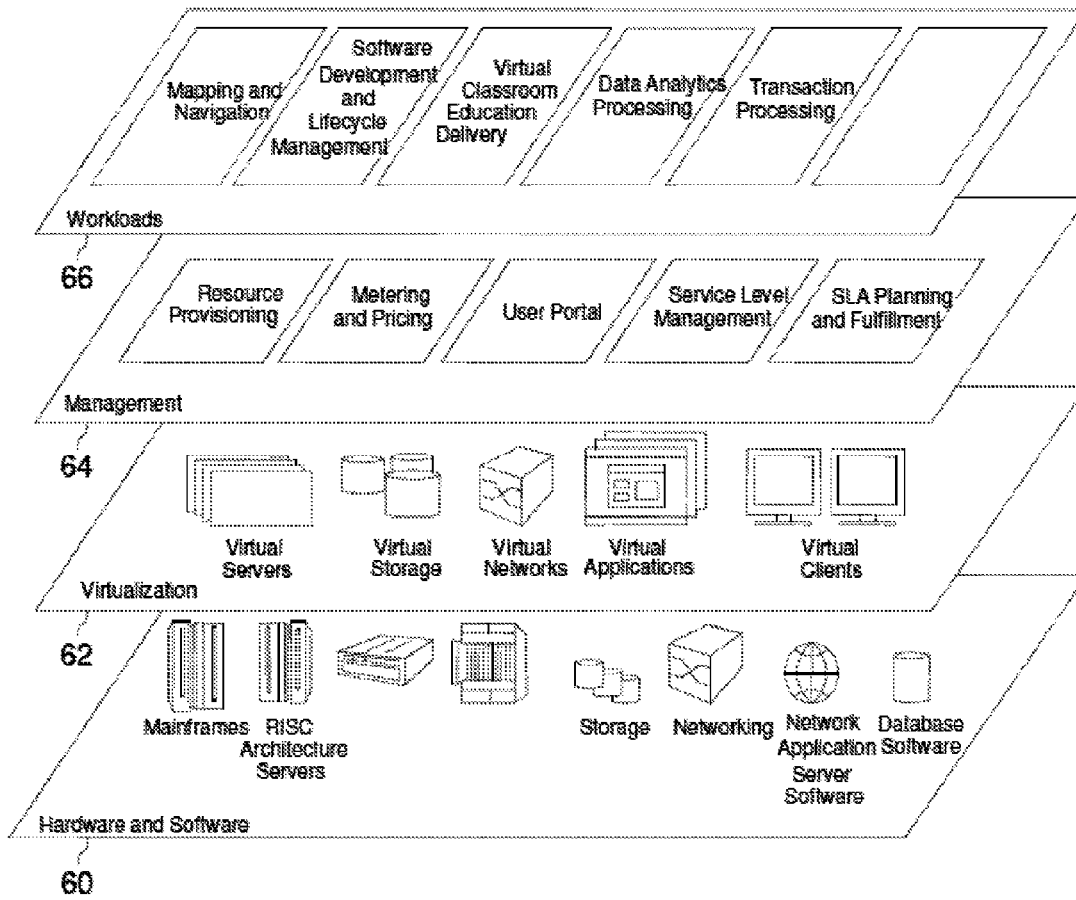 Mapping and
Navigation
Software
Development
and
Lifecycle
Management
Virtual
Classroom
Education
Delivery
Data Analytics
Processing
Transaction
Processing
Workloads
66
Resource
Provisioning
Metering
and Pricing
User Portal
Service Level
Management
SLA Planning
and Fulfillment
Management
64
Virtual
Servers
Virtual
Storage
Virtual
Networks
Virtual
Applications
Virtual
Clients
Virtualization
62
Mainframes
RISC
Architecture
Servers
Storage
Networking
Network
Application
Server
Software
Database
Software
Hardware and Software
60